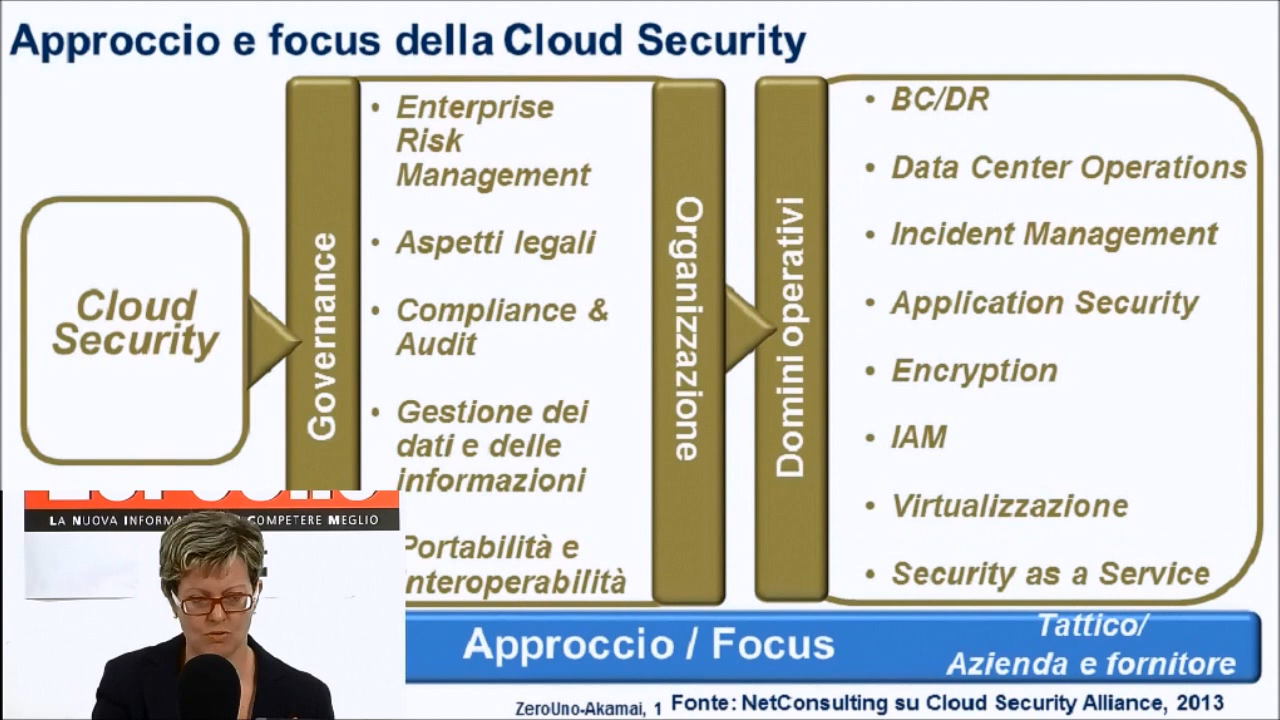 Approccio e focus della Cloud Security
Cloud
Security
Governance
• Enterprise
Risk
Management
• Aspetti legali
• Compliance &
Audit
• Gestione dei
dati e delle
informazioni
Portabilità e
nteroperabilità
Organizzazione
Domini operativi
• BC/DR
• Data Center Operations
• Incident Management
• Application Security
• Encryption
• IAM
• Virtualizzazione
• Security as a Service
LA NUOVA COMPETERE MEGLIO
Approccio / Focus
Tattico/
Azienda e fornitore
ZeroUno-Akamai, 1
Fonte: NetConsulting su Cloud Security Alliance, 2013